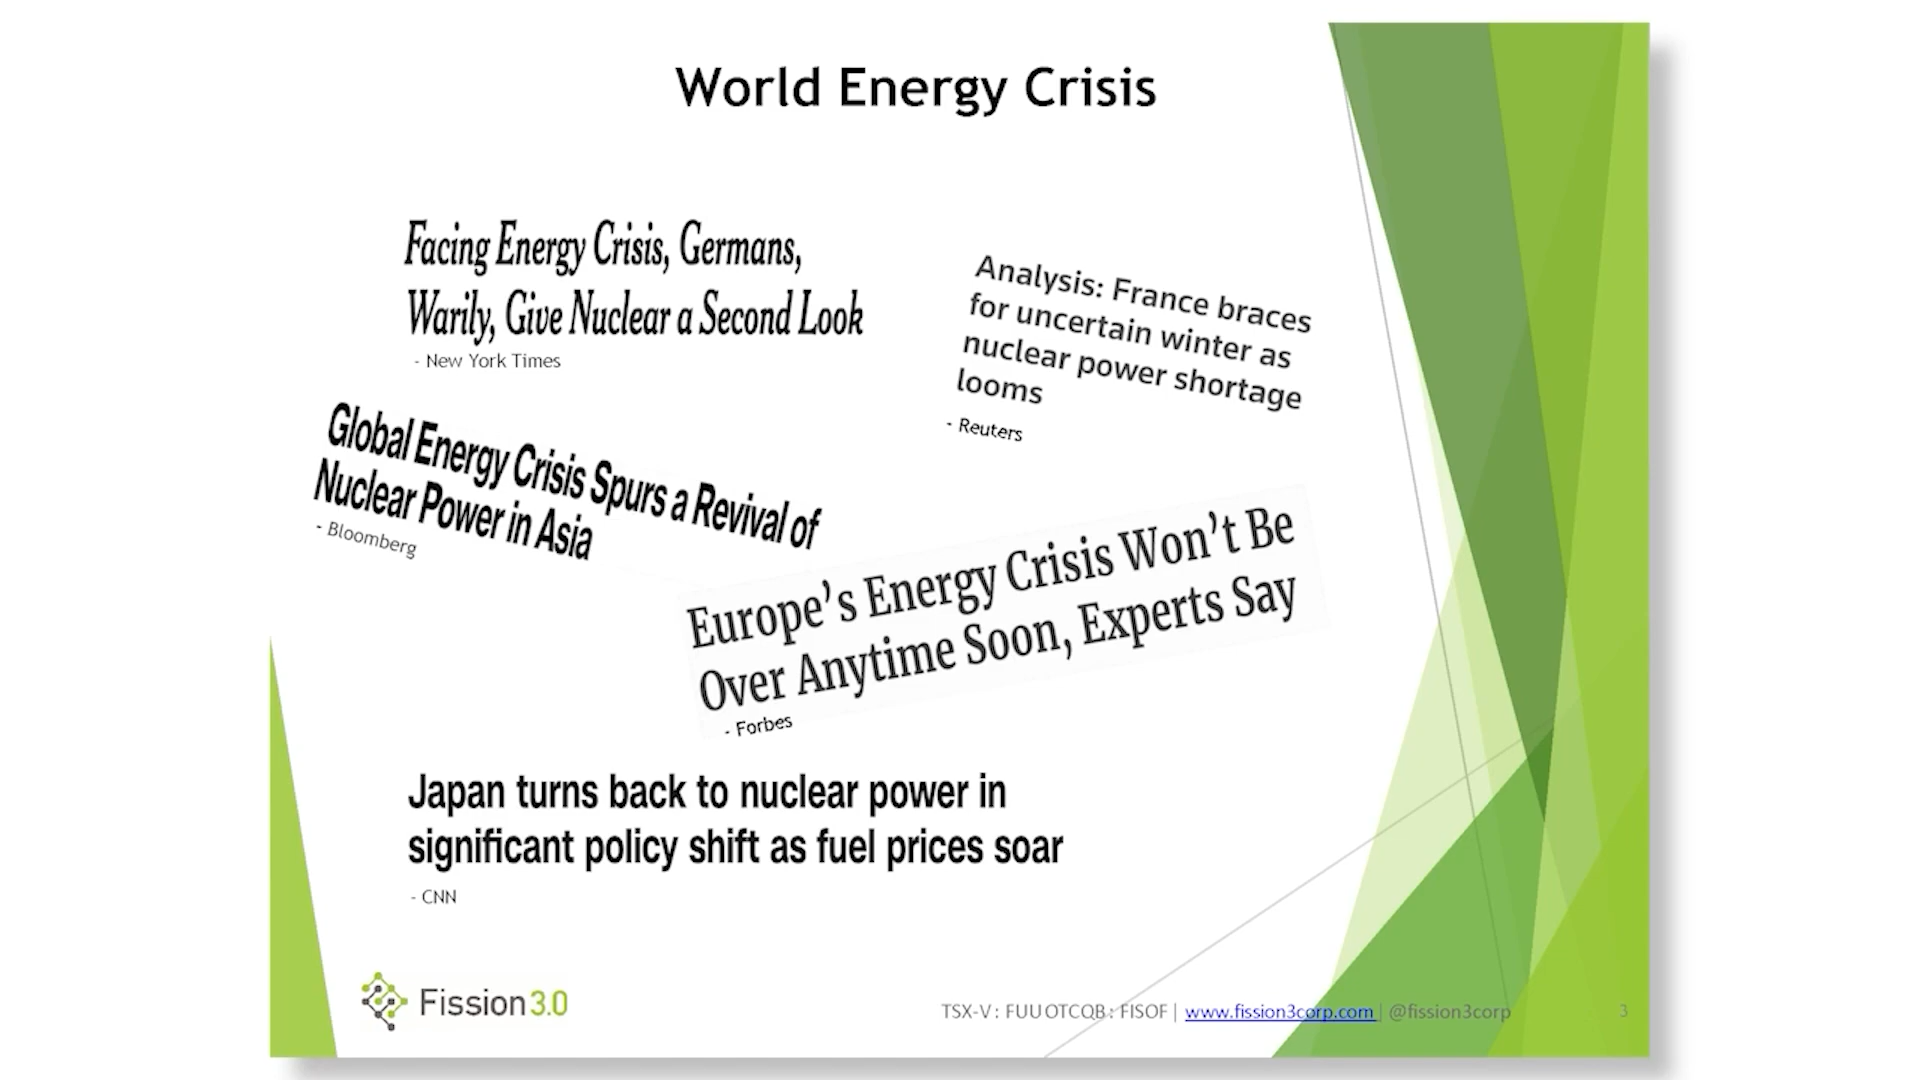 World Energy Crisis
Facing Energy Crisis, Germans,
Warily, Give Nuclear a Second Look
- New York Times
Analysis: France braces
for uncertain winter as
nuclear power shortage
looms
- Reuters
Global Energy Crisis Spurs a Revival of
Nuclear Power in Asia
- Bloomberg
Europe's Energy Crisis Won't Be
Over Anytime Soon, Experts Say
- Forbes
Japan turns back to nuclear power in
significant policy shift as fuel prices soar
- CNN
Fission 3.0
TSX-V: FUU OTCQB: FISOF | www.fission3corp.com | @fission3corp
3